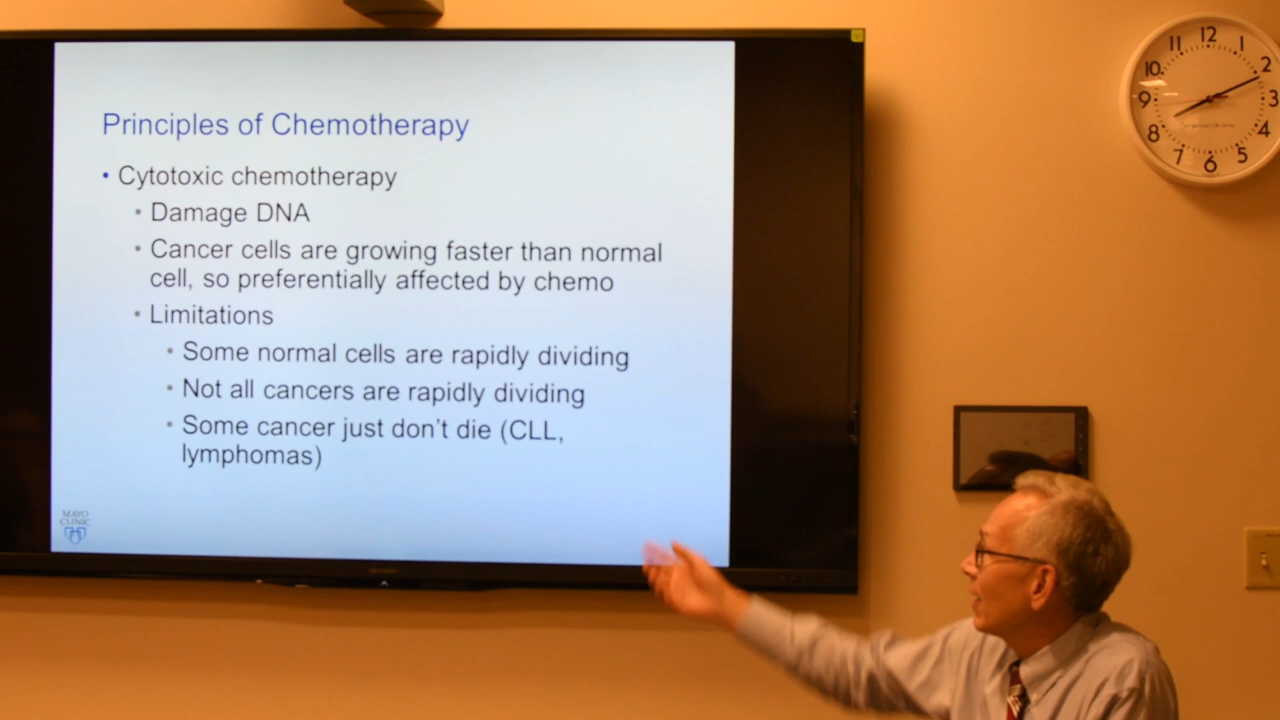 Principles of Chemotherapy
• Cytotoxic chemotherapy
• Damage DNA
• Cancer cells are growing faster than normal
cell, so preferentially affected by chemo
• Limitations
• Some normal cells are rapidly dividing
• Not all cancers are rapidly dividing
• Some cancer just don't die (CLL,
lymphomas)
MAYO
CLINIC
12
1
2
3
4
5
6
7
8
9
10
11